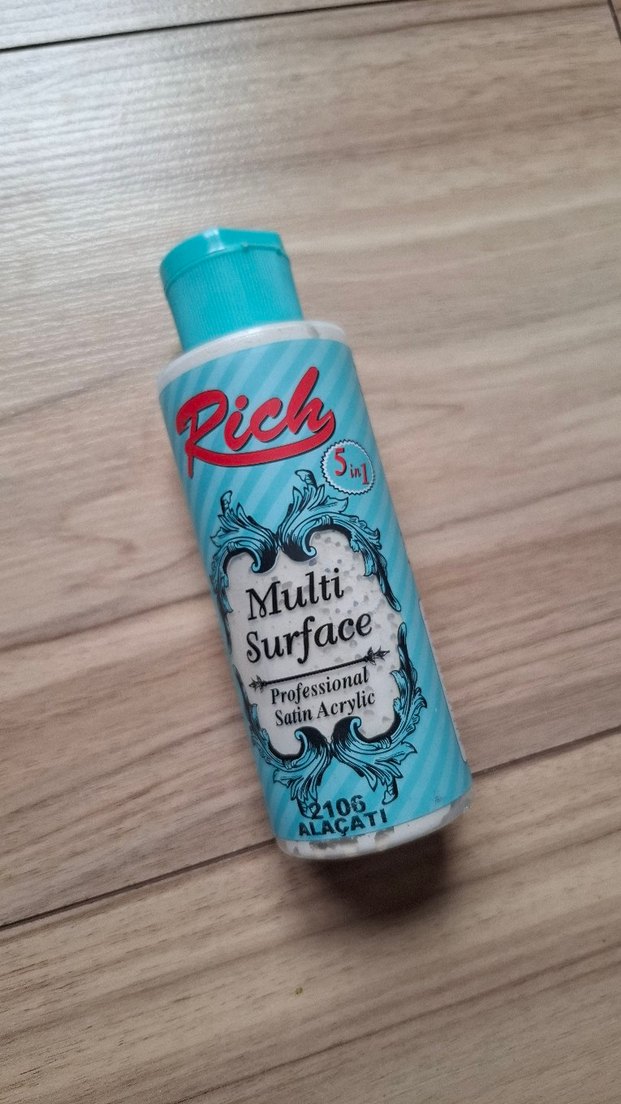 Rich
5 in 1
Multi
Surface
Professional
Satin Acrylic
2106
ALAÇATI